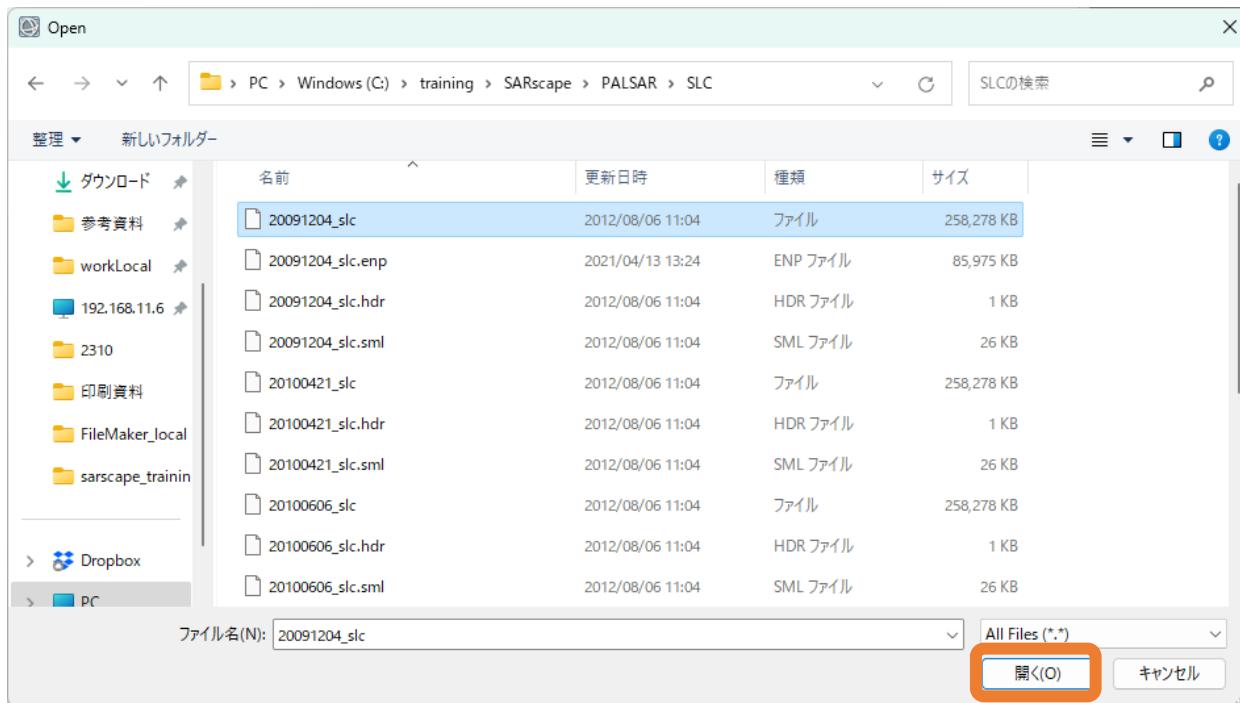 Open
PC > Windows (C:) > training > SARscape > PALSAR > SLC
SLCの検索
整理
新しいフォルダー
名前 更新日時 種類 サイズ
ダウンロード
参考資料
workLocal
192.168.11.6
2310
印刷資料
FileMaker_local
sarscape_trainin
Dropbox
PC
20091204_slc 2012/08/06 11:04 ファイル 258,278 KB
20091204_slc.enp 2021/04/13 13:24 ENP ファイル 85,975 KB
20091204_slc.hdr 2012/08/06 11:04 HDR ファイル 1 KB
20091204_slc.sml 2012/08/06 11:04 SML ファイル 26 KB
20100421_slc 2012/08/06 11:04 ファイル 258,278 KB
20100421_slc.hdr 2012/08/06 11:04 HDR ファイル 1 KB
20100421_slc.sml 2012/08/06 11:04 SML ファイル 26 KB
20100606_slc 2012/08/06 11:04 ファイル 258,278 KB
20100606_slc.hdr 2012/08/06 11:04 HDR ファイル 1 KB
20100606_slc.sml 2012/08/06 11:04 SML ファイル 26 KB
ファイル名(N): 20091204_slc
All Files (*.*)
開く(O)
キャンセル